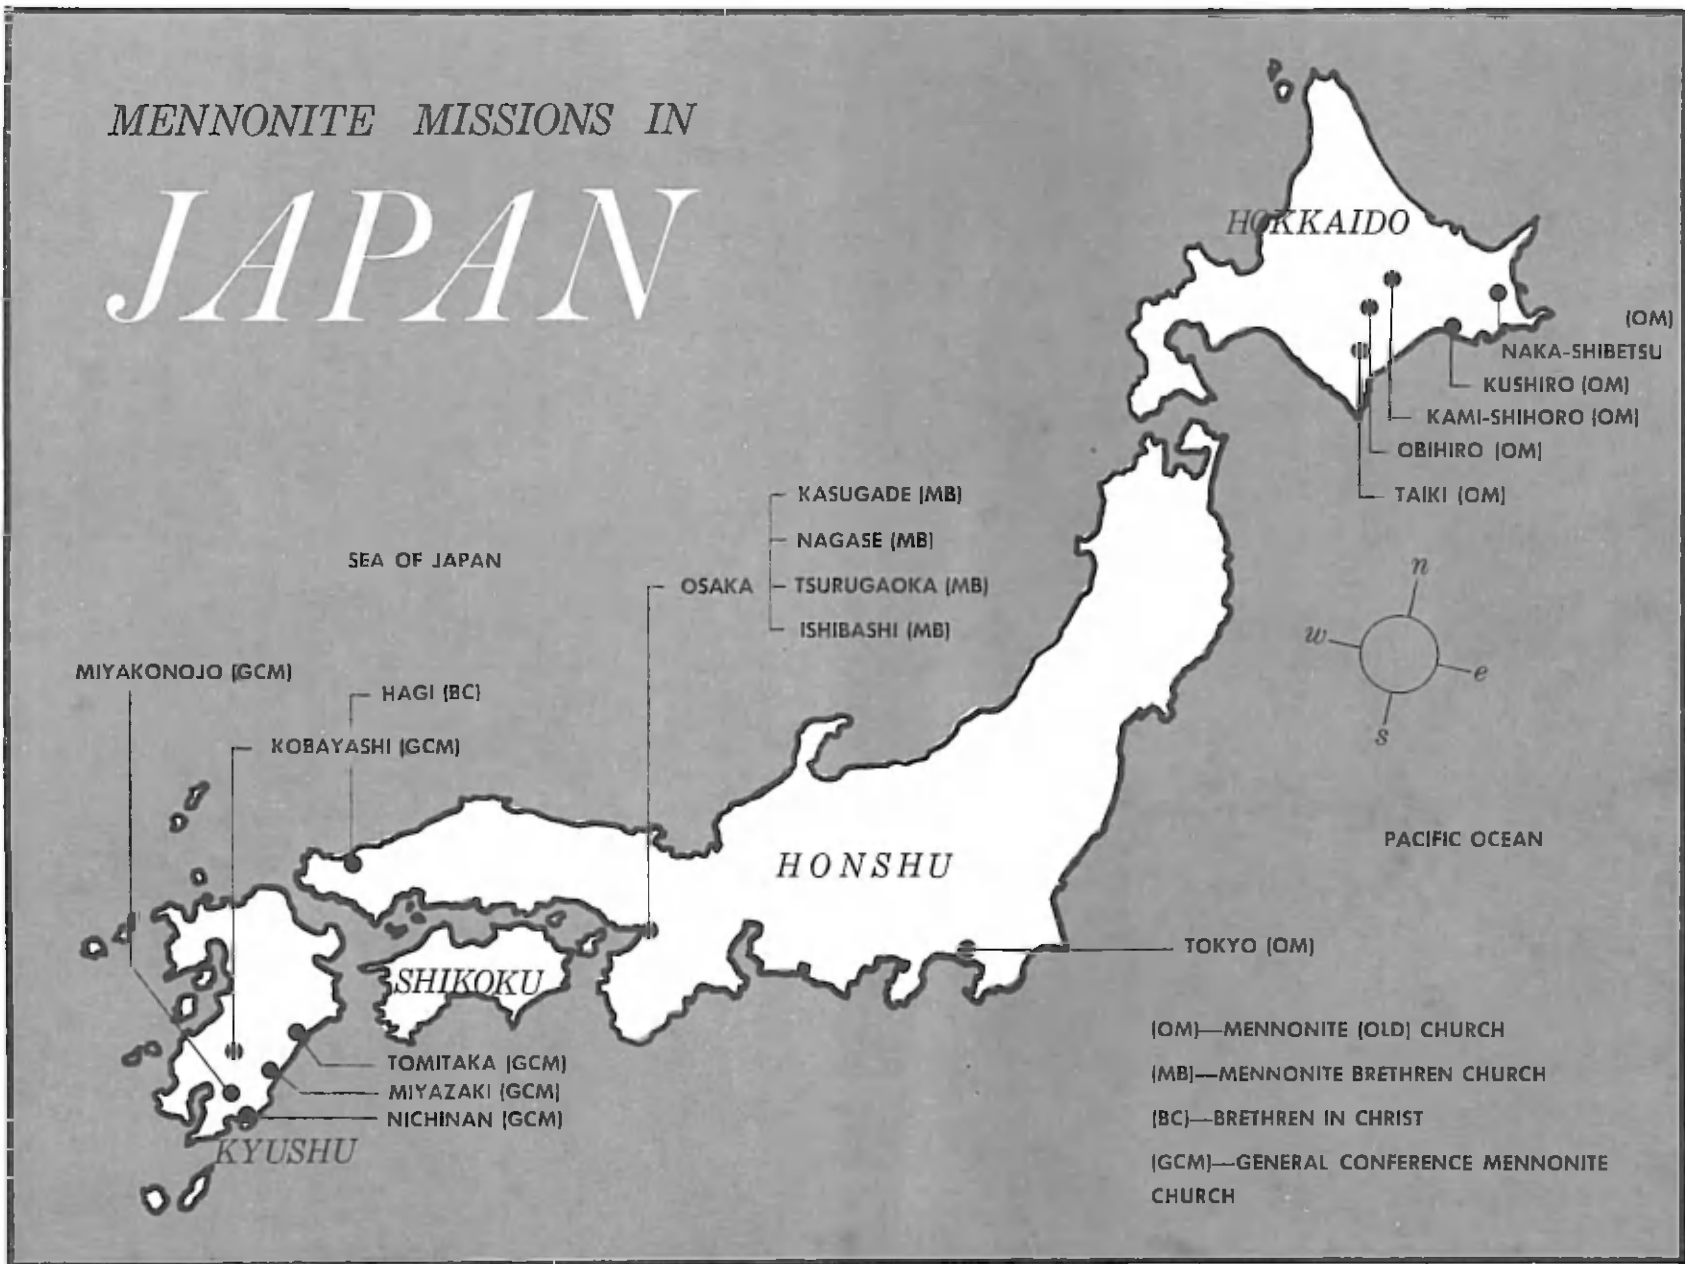 MENNONITE MISSIONS IN
JAPAN
HOKKAIDO
(OM)
NAKA-SHIBETSU
KUSHIRO (OM)
KAMI-SHIHORO (OM)
OBIHIRO (OM)
TAIKI (OM)
KASUGADE (MB)
NAGASE (MB)
OSAKA TSURUGAOKA (MB)
ISHIBASHI (MB)
SEA OF JAPAN
n
w
e
s
MIYAKONOJO (GCM)
HAGI (BC)
KOBAYASHI (GCM)
PACIFIC OCEAN
HONSHU
TOKYO (OM)
SHIKOKU
TOMITAKA (GCM)
MIYAZAKI (GCM)
NICHINAN (GCM)
KYUSHU
(OM)—MENNONITE (OLD) CHURCH
(MB)—MENNONITE BRETHREN CHURCH
(BC)—BRETHREN IN CHRIST
(GCM)—GENERAL CONFERENCE MENNONITE
CHURCH